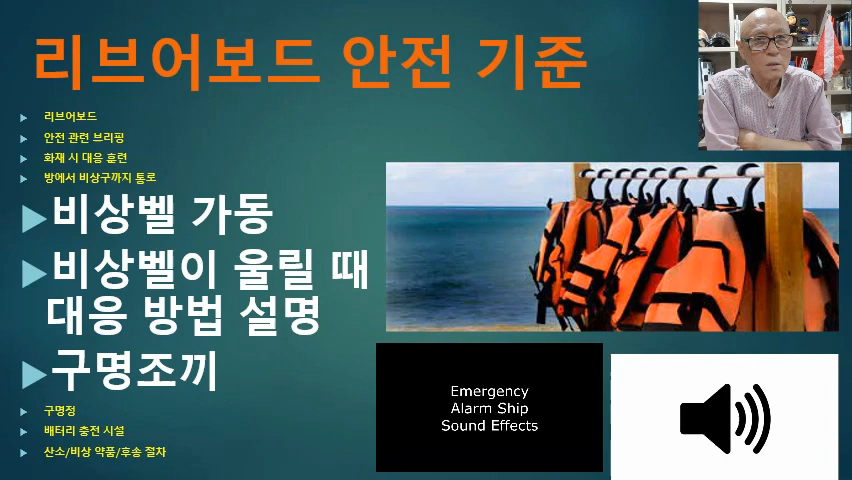 리브어보드 안전 기준
리브어보드
안전 관련 브리핑
화재 시 대응 훈련
방에서 비상구까지 통로
비상벨 가동
비상벨이 울릴 때
대응 방법 설명
구명조끼
구명정
배터리 충전 시설
산소/비상 약품/후송 절차
Emergency
Alarm Ship
Sound Effects